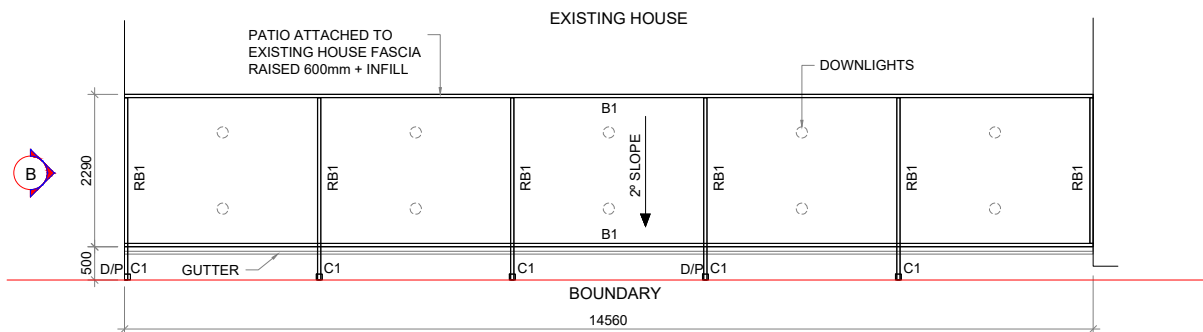 EXISTING HOUSE
PATIO ATTACHED TO
EXISTING HOUSE FASCIA
RAISED 600mm + INFILL
DOWNLIGHTS
B1
B
2290
RB1
RB1
RB1
2º SLOPE
RB1
RB1
RB1
B1
500
D/P
C1
GUTTER
C1
C1
D/P
C1
C1
BOUNDARY
14560